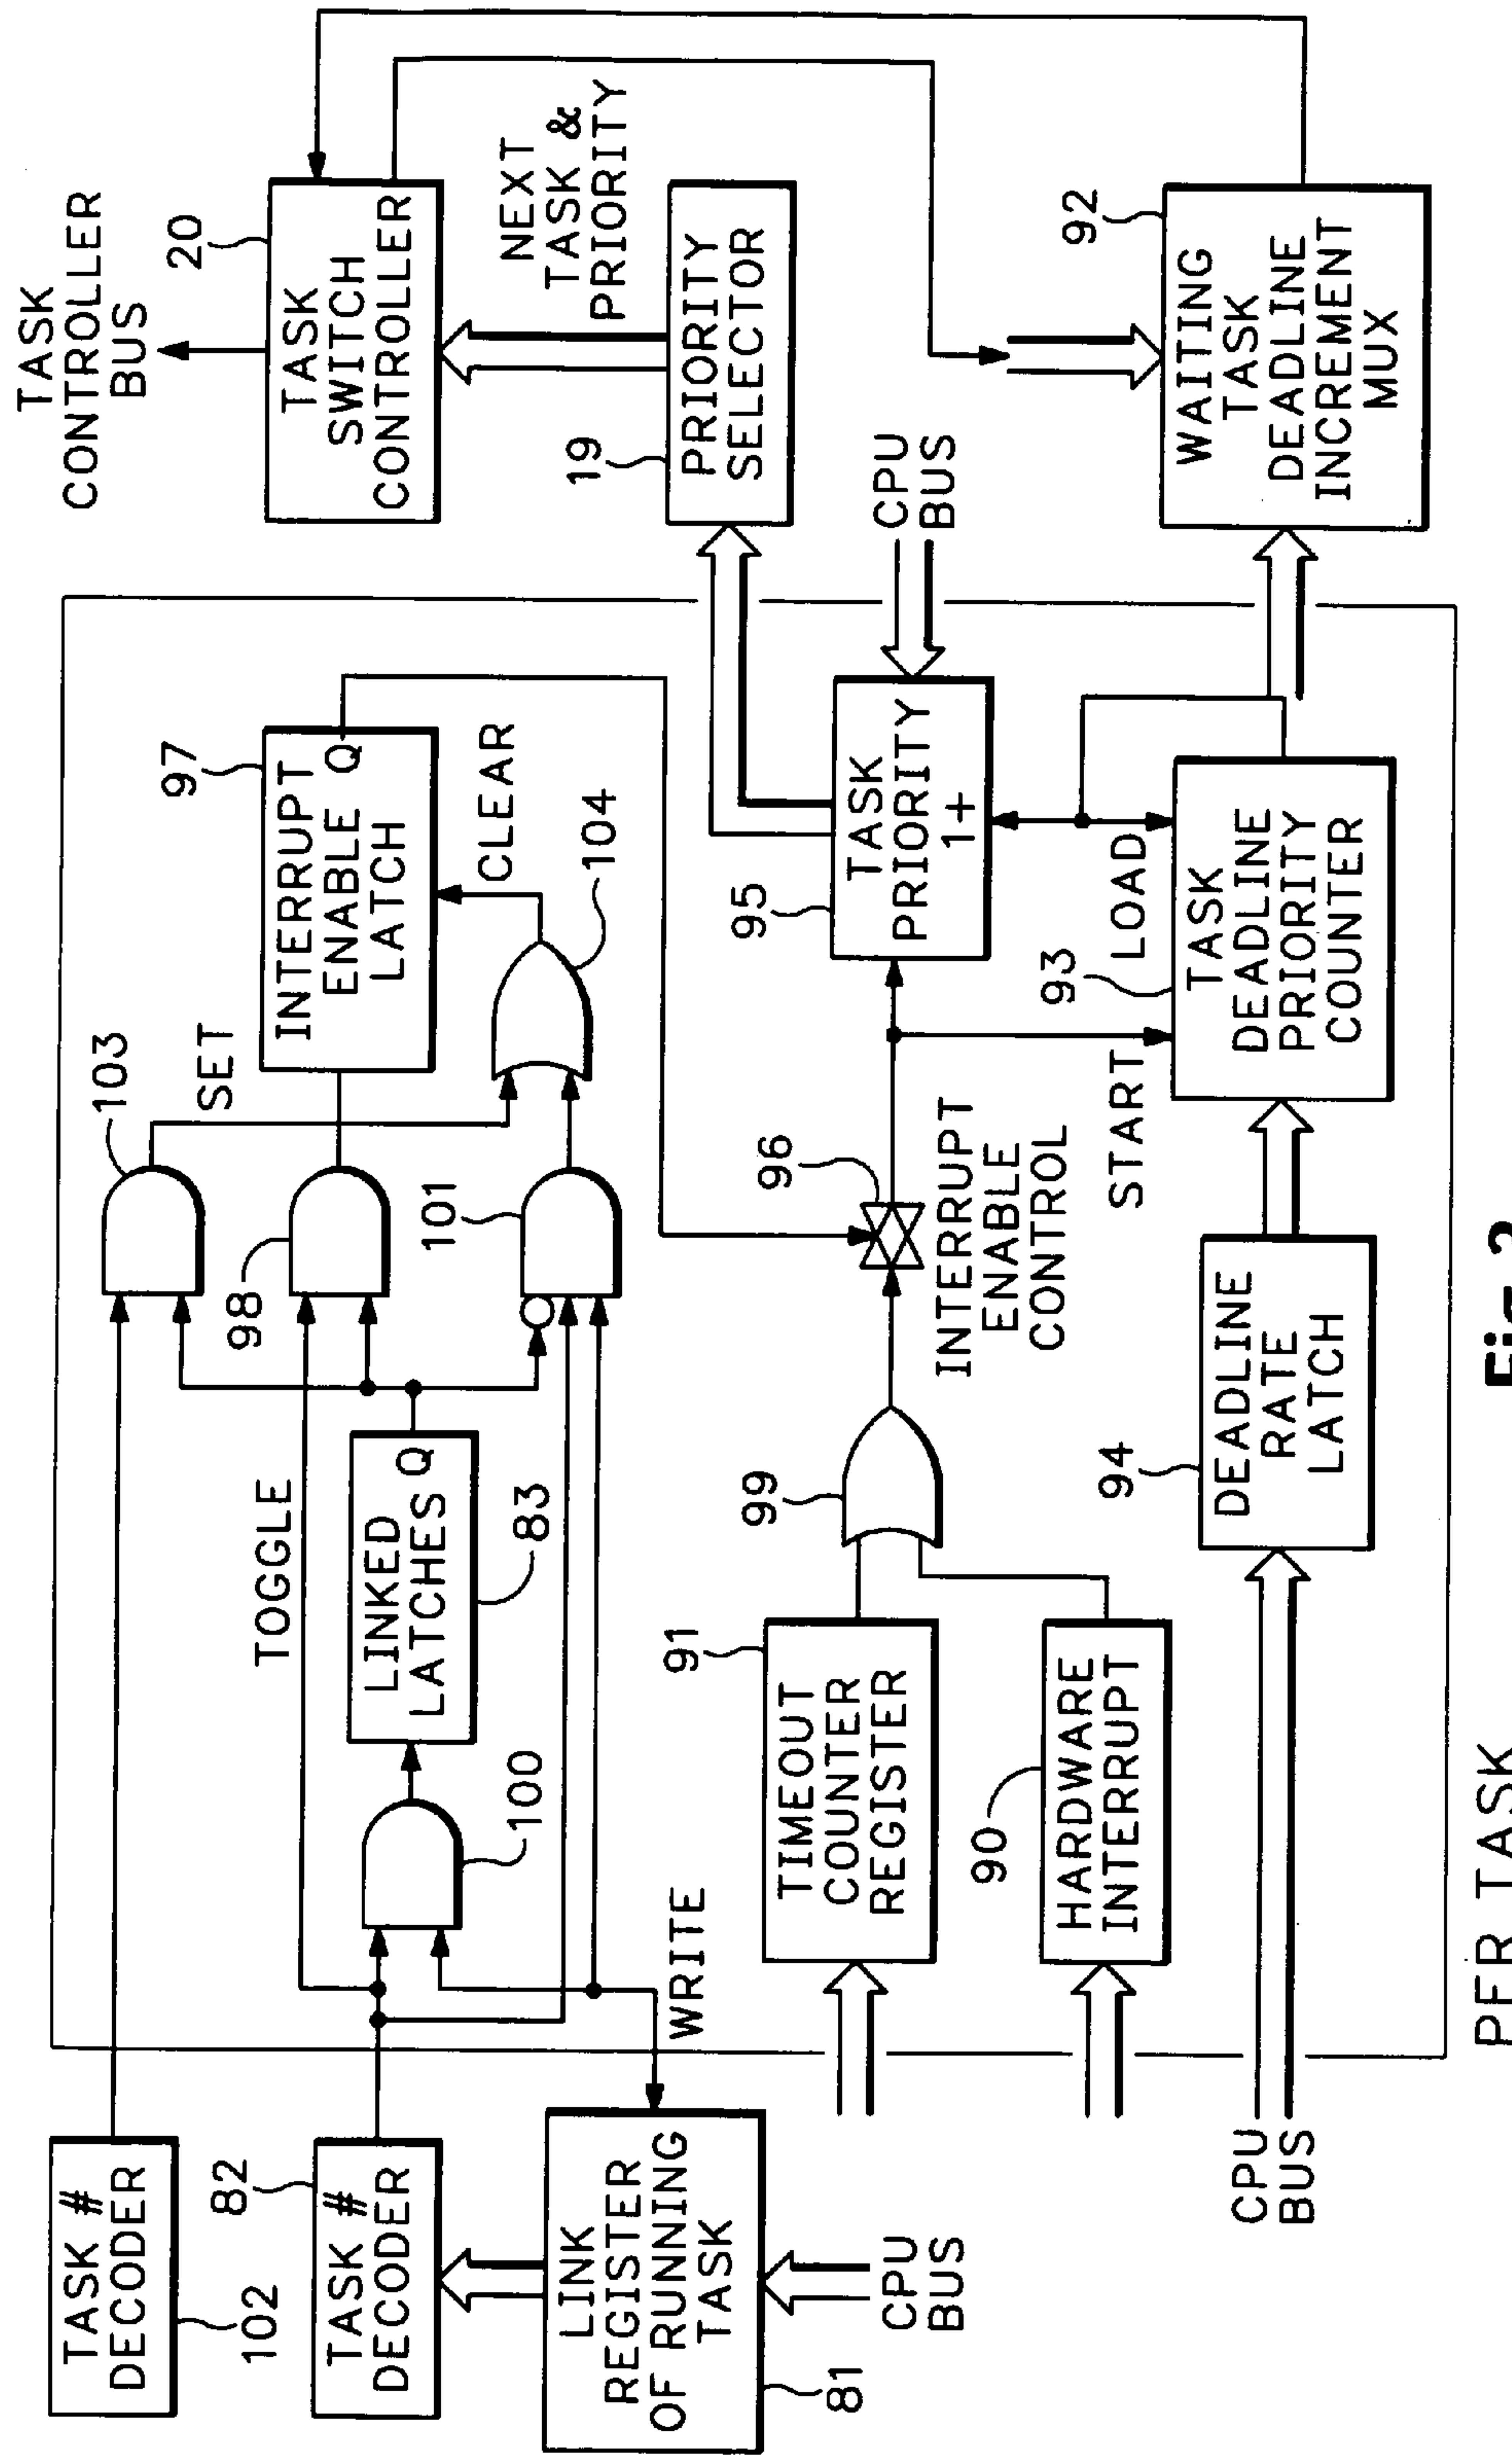 TASK #
DECODER
102
82
TASK #
DECODER
LINK
REGISTER
OF RUNNING
TASK
81
CPU
BUS
TOGGLE
100
WRITE
LINKED
LATCHES Q
83
103
98
101
SET
97
INTERRUPT
ENABLE Q
LATCH
CLEAR
104
91
TIMEOUT
COUNTER
REGISTER
90
HARDWARE
INTERRUPT
99
96
INTERRUPT
ENABLE
CONTROL
95
TASK
PRIORITY
1+
CPU
BUS
START
LOAD
93
TASK
DEADLINE
PRIORITY
COUNTER
94
DEADLINE
RATE
LATCH
CPU
BUS
TASK
CONTROLLER
BUS
20
TASK
SWITCH
CONTROLLER
NEXT
TASK &
PRIORITY
19
PRIORITY
SELECTOR
92
WAITING
TASK
DEADLINE
INCREMENT
MUX
PER TASK